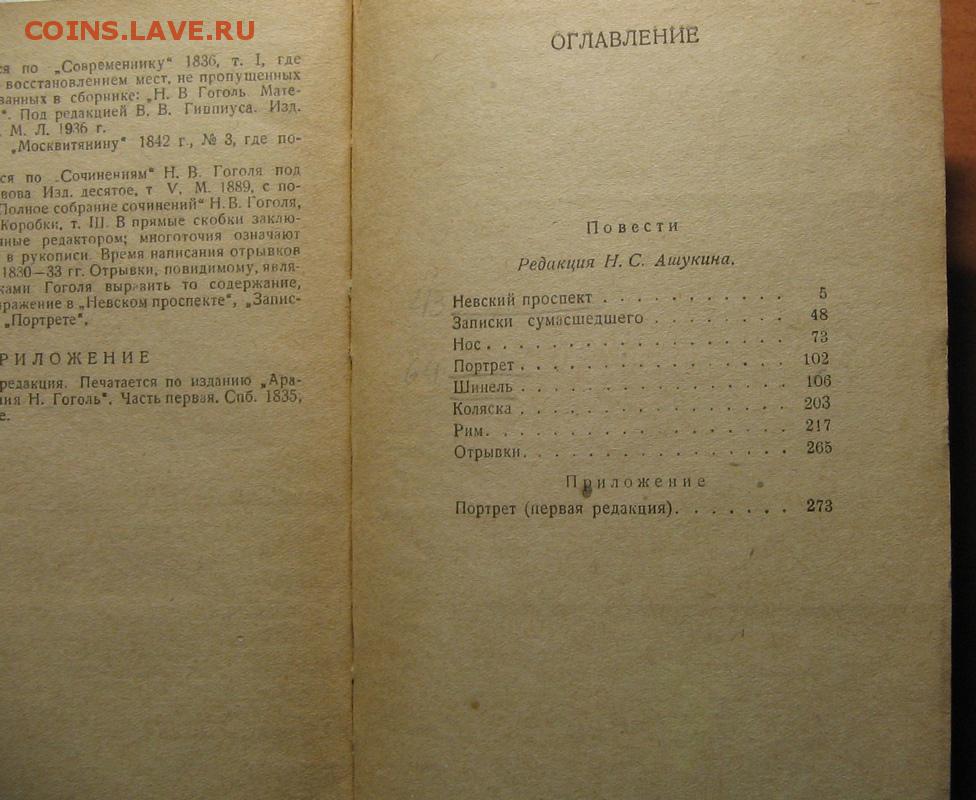 COINS.LAVE.RU
ся по „Современнику“ 1836, т. I, где
восстановлением мест, не пропущенных
ванных в сборнике: „Н. В Гоголь. Мате-
“. Под редакцией В. В. Гиппиуса. Изд.
М. Л. 1936 г.
„Москвитянину“ 1842 г., № 3, где по-
ся по „Сочинениям“ Н. В. Гоголя под
вова Изд. десятое, т V, М. 1889, с по-
Полное собрание сочинений“ Н. В. Гоголя,
Коробки, т. III. В прямые скобки заклю-
ные редактором; многоточия означают
в рукописи. Время написания отрывков
1830—33 гг. Отрывки, повидимому, явля-
ками Гоголя выразить то содержание,
ражение в „Невском проспекте“, „Запис-
„Портрете“.
РИЛОЖЕНИЕ
редакция. Печатается по изданию „Ара-
ния Н. Гоголь“. Часть первая. Спб. 1835,
е.
ОГЛАВЛЕНИЕ
Повести
Редакция Н. С. Ашукина.
Невский проспект . . . . . . . . . . 5
Записки сумасшедшего . . . . . . . . 48
Нос . . . . . . . . . . . . . . . . 73
Портрет . . . . . . . . . . . . . . 102
Шинель . . . . . . . . . . . . . . 106
Коляска . . . . . . . . . . . . . . 203
Рим. . . . . . . . . . . . . . . . 217
Отрывки. . . . . . . . . . . . . . 265
Приложение
Портрет (первая редакция). . . . . . . 273